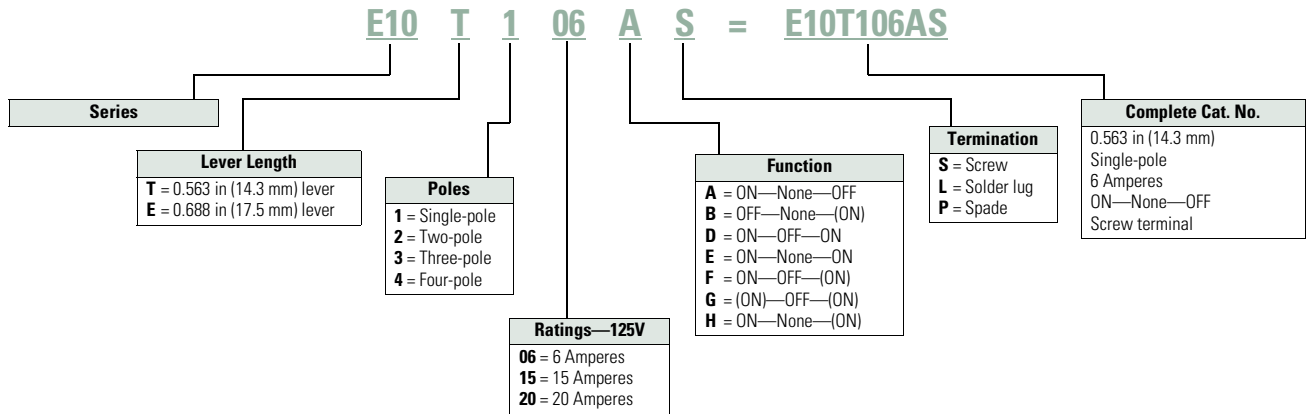 E10 T 1 06 A S = E10T106AS
Series
Lever Length
T = 0.563 in (14.3 mm) lever
E = 0.688 in (17.5 mm) lever
Poles
1 = Single-pole
2 = Two-pole
3 = Three-pole
4 = Four-pole
Ratings—125V
06 = 6 Amperes
15 = 15 Amperes
20 = 20 Amperes
Function
A = ON—None—OFF
B = OFF—None—(ON)
D = ON—OFF—ON
E = ON—None—ON
F = ON—OFF—(ON)
G = (ON)—OFF—(ON)
H = ON—None—(ON)
Termination
S = Screw
L = Solder lug
P = Spade
Complete Cat. No.
0.563 in (14.3 mm)
Single-pole
6 Amperes
ON—None—OFF
Screw terminal